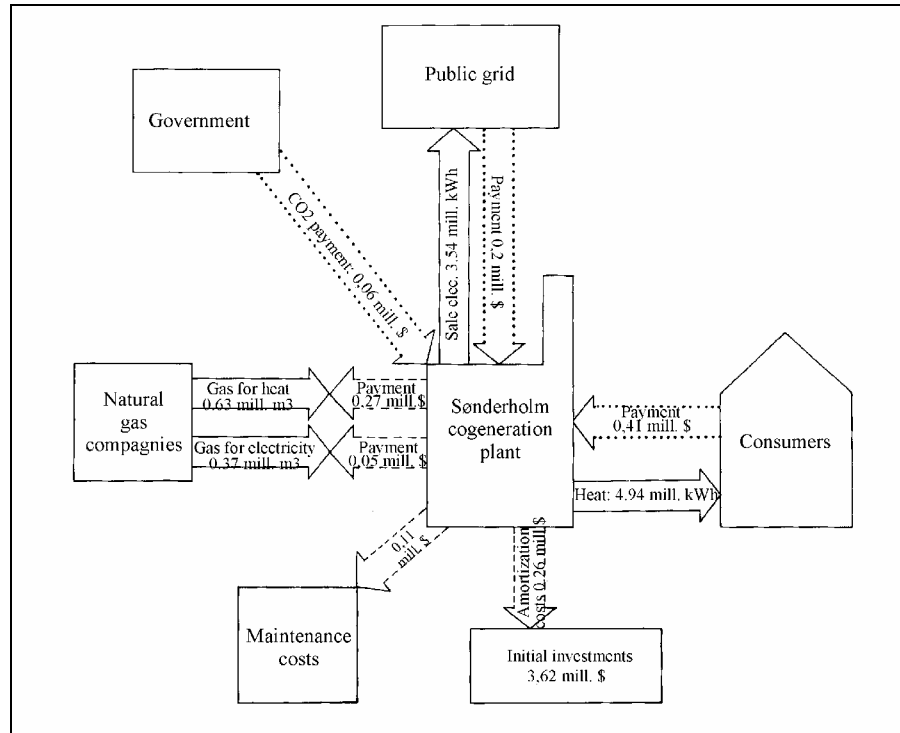 Public grid
Government
CO2 payment: 0,06 mill. $
Sale elec. 3.54 mill. kWh
Payment 0,2 mill. $
Natural
gas
compagnies
Gas for heat
0,63 mill. m3
Payment
0,27 mill.$
Gas for electricity
0,37 mill. m3
Payment
0,05 mill. $
Sønderholm
cogeneration
plant
Payment
0,41 mill. $
Consumers
Heat: 4,94 mill. kWh
0,11
mill. $
Amortization
costs 0,26 mill. $
Maintenance
costs
Initial investments
3,62 mill. $